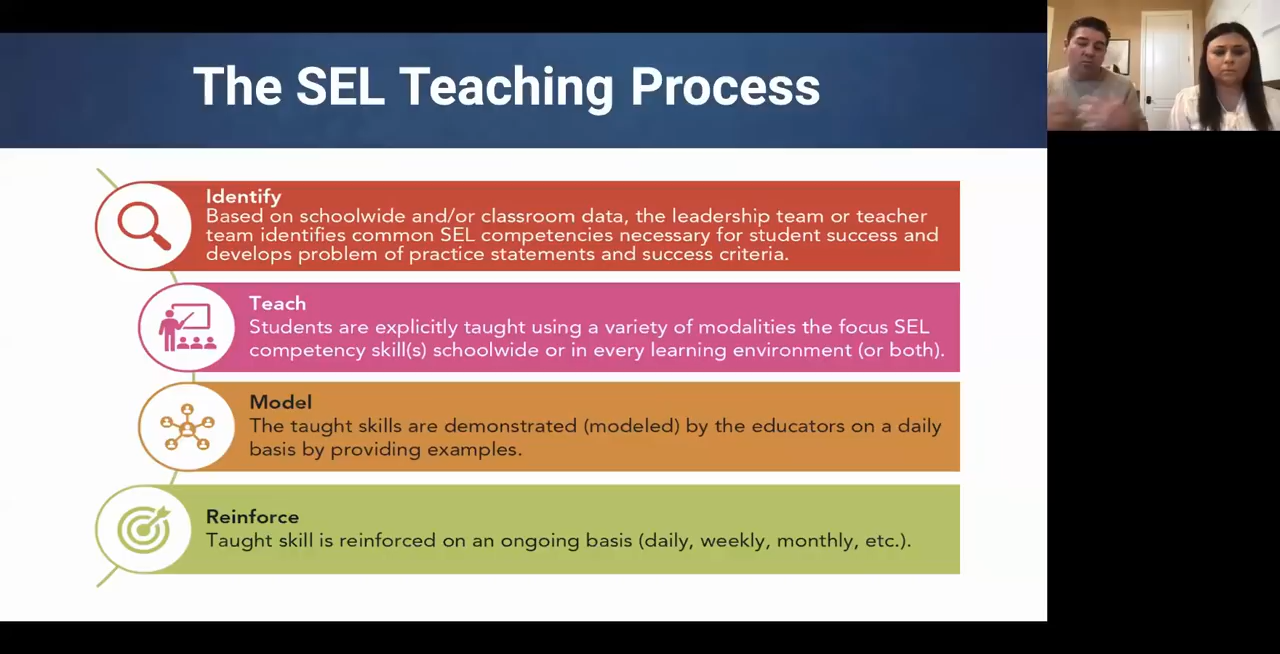 The SEL Teaching Process
Identify
Based on schoolwide and/or classroom data, the leadership team or teacher
team identifies common SEL competencies necessary for student success and
develops problem of practice statements and success criteria.
Teach
Students are explicitly taught using a variety of modalities the focus SEL
competency skill(s) schoolwide or in every learning environment (or both).
Model
The taught skills are demonstrated (modeled) by the educators on a daily
basis by providing examples.
Reinforce
Taught skill is reinforced on an ongoing basis (daily, weekly, monthly, etc.).